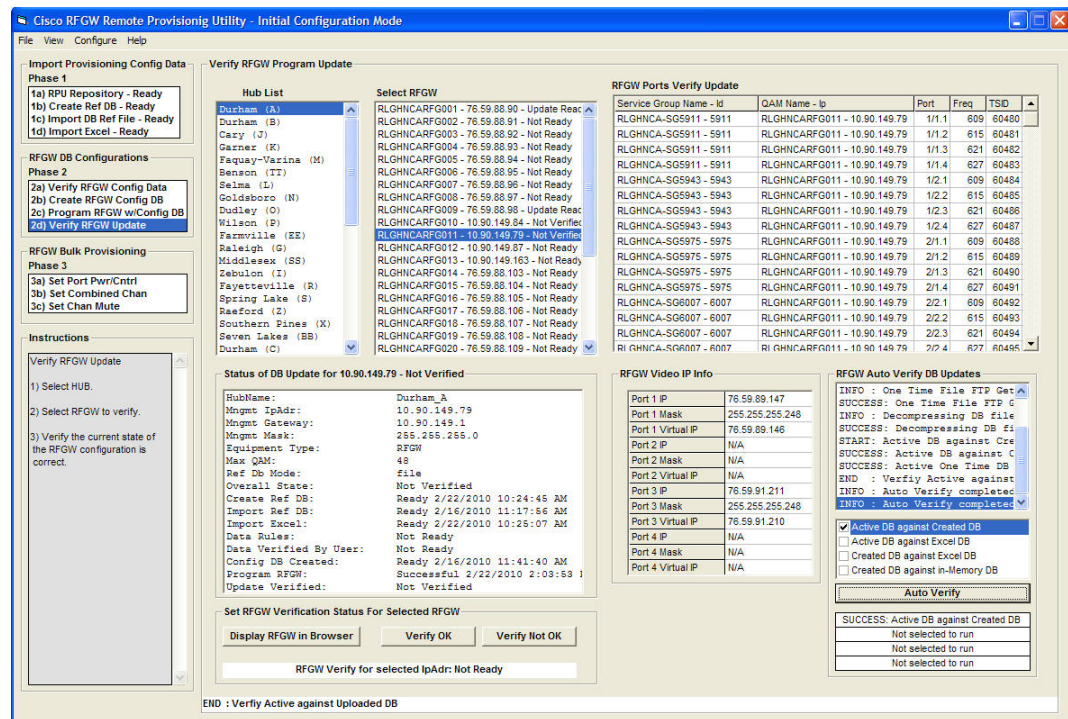 Cisco RFGW Remote Provisionig Utility - Initial Configuration Mode
File View Configure Help
Import Provisioning Config Data
Phase 1
1a) RPU Repository - Ready
1b) Create Ref DB - Ready
1c) Import DB Ref File - Ready
1d) Import Excel - Ready
RFGW DB Configurations
Phase 2
2a) Verify RFGW Config Data
2b) Create RFGW Config DB
2c) Program RFGW w/Config DB
2d) Verify RFGW Update
RFGW Bulk Provisioning
Phase 3
3a) Set Port Pwr/Cntrl
3b) Set Combined Chan
3c) Set Chan Mute
Instructions
Verify RFGW Update
1) Select HUB.
2) Select RFGW to verify.
3) Verify the current state of
the RFGW configuration is
correct.
Verify RFGW Program Update
Hub List
Durham (A)
Durham (B)
Cary (J)
Garner (K)
Faquay-Varina (M)
Benson (TT)
Selma (L)
Goldsboro (N)
Dudley (O)
Wilson (P)
Farmville (EE)
Raleigh (G)
Middlesex (SS)
Zebulon (I)
Fayetteville (R)
Spring Lake (S)
Raeford (Z)
Southern Pines (X)
Seven Lakes (BB)
Durham (C)
Select RFGW
RLGHNCARFG001 - 76.59.88.90 - Update Reac
RLGHNCARFG002 - 76.59.88.91 - Not Ready
RLGHNCARFG003 - 76.59.88.92 - Not Ready
RLGHNCARFG004 - 76.59.88.93 - Not Ready
RLGHNCARFG005 - 76.59.88.94 - Not Ready
RLGHNCARFG006 - 76.59.88.95 - Not Ready
RLGHNCARFG007 - 76.59.88.96 - Not Ready
RLGHNCARFG008 - 76.59.88.97 - Not Ready
RLGHNCARFG009 - 76.59.88.98 - Update Reac
RLGHNCARFG010 - 10.90.149.84 - Not Verified
RLGHNCARFG011 - 10.90.149.79 - Not Verified
RLGHNCARFG012 - 10.90.149.87 - Not Ready
RLGHNCARFG013 - 10.90.149.163 - Not Ready
RLGHNCARFG014 - 76.59.88.103 - Not Ready
RLGHNCARFG015 - 76.59.88.104 - Not Ready
RLGHNCARFG016 - 76.59.88.105 - Not Ready
RLGHNCARFG017 - 76.59.88.106 - Not Ready
RLGHNCARFG018 - 76.59.88.107 - Not Ready
RLGHNCARFG019 - 76.59.88.108 - Not Ready
RLGHNCARFG020 - 76.59.88.109 - Not Ready
RFGW Ports Verify Update
Service Group Name - Id QAM Name - Ip Port Freq TSID
RLGHNCA-SG5911 - 5911 RLGHNCARFG011 - 10.90.149.79 1/1.1 609 60480
RLGHNCA-SG5911 - 5911 RLGHNCARFG011 - 10.90.149.79 1/1.2 615 60481
RLGHNCA-SG5911 - 5911 RLGHNCARFG011 - 10.90.149.79 1/1.3 621 60482
RLGHNCA-SG5911 - 5911 RLGHNCARFG011 - 10.90.149.79 1/1.4 627 60483
RLGHNCA-SG5943 - 5943 RLGHNCARFG011 - 10.90.149.79 1/2.1 609 60484
RLGHNCA-SG5943 - 5943 RLGHNCARFG011 - 10.90.149.79 1/2.2 615 60485
RLGHNCA-SG5943 - 5943 RLGHNCARFG011 - 10.90.149.79 1/2.3 621 60486
RLGHNCA-SG5943 - 5943 RLGHNCARFG011 - 10.90.149.79 1/2.4 627 60487
RLGHNCA-SG5975 - 5975 RLGHNCARFG011 - 10.90.149.79 2/1.1 609 60488
RLGHNCA-SG5975 - 5975 RLGHNCARFG011 - 10.90.149.79 2/1.2 615 60489
RLGHNCA-SG5975 - 5975 RLGHNCARFG011 - 10.90.149.79 2/1.3 621 60490
RLGHNCA-SG5975 - 5975 RLGHNCARFG011 - 10.90.149.79 2/1.4 627 60491
RLGHNCA-SG6007 - 6007 RLGHNCARFG011 - 10.90.149.79 2/2.1 609 60492
RLGHNCA-SG6007 - 6007 RLGHNCARFG011 - 10.90.149.79 2/2.2 615 60493
RLGHNCA-SG6007 - 6007 RLGHNCARFG011 - 10.90.149.79 2/2.3 621 60494
RLGHNCA-SG6007 - 6007 RLGHNCARFG011 - 10.90.149.79 2/2.4 627 60495
Status of DB Update for 10.90.149.79 - Not Verified
HubName: Durham_A
Mngmt IpAdr: 10.90.149.79
Mngmt Gateway: 10.90.149.1
Mngmt Mask: 255.255.255.0
Equipment Type: RFGW
Max QAM: 48
Ref Db Mode: file
Overall State: Not Verified
Create Ref DB: Ready 2/22/2010 10:24:45 AM
Import Ref DB: Ready 2/16/2010 11:17:56 AM
Import Excel: Ready 2/22/2010 10:25:07 AM
Data Rules: Not Ready
Data Verified By User: Not Ready
Config DB Created: Ready 2/16/2010 11:41:40 AM
Program RFGW: Successful 2/22/2010 2:03:53
Update Verified: Not Verified
Set RFGW Verification Status For Selected RFGW
Display RFGW in Browser Verify OK Verify Not OK
RFGW Verify for selected IpAdr: Not Ready
RFGW Video IP Info
Port 1 IP 76.59.89.147
Port 1 Mask 255.255.255.248
Port 1 Virtual IP 76.59.89.146
Port 2 IP N/A
Port 2 Mask N/A
Port 2 Virtual IP N/A
Port 3 IP 76.59.91.211
Port 3 Mask 255.255.255.248
Port 3 Virtual IP 76.59.91.210
Port 4 IP N/A
Port 4 Mask N/A
Port 4 Virtual IP N/A
RFGW Auto Verify DB Updates
INFO : One Time File FTP Get
SUCCESS: One Time File FTP G
INFO : Decompressing DB file
SUCCESS: Decompressing DB fi
START: Active DB against Cre
SUCCESS: Active DB against C
SUCCESS: Active One Time DB
END : Verfiy Active against
INFO : Auto Verify completed
INFO : Auto Verify completed
Active DB against Created DB
Active DB against Excel DB
Created DB against Excel DB
Created DB against in-Memory DB
Auto Verify
SUCCESS: Active DB against Created DB
Not selected to run
Not selected to run
Not selected to run
END : Verfiy Active against Uploaded DB